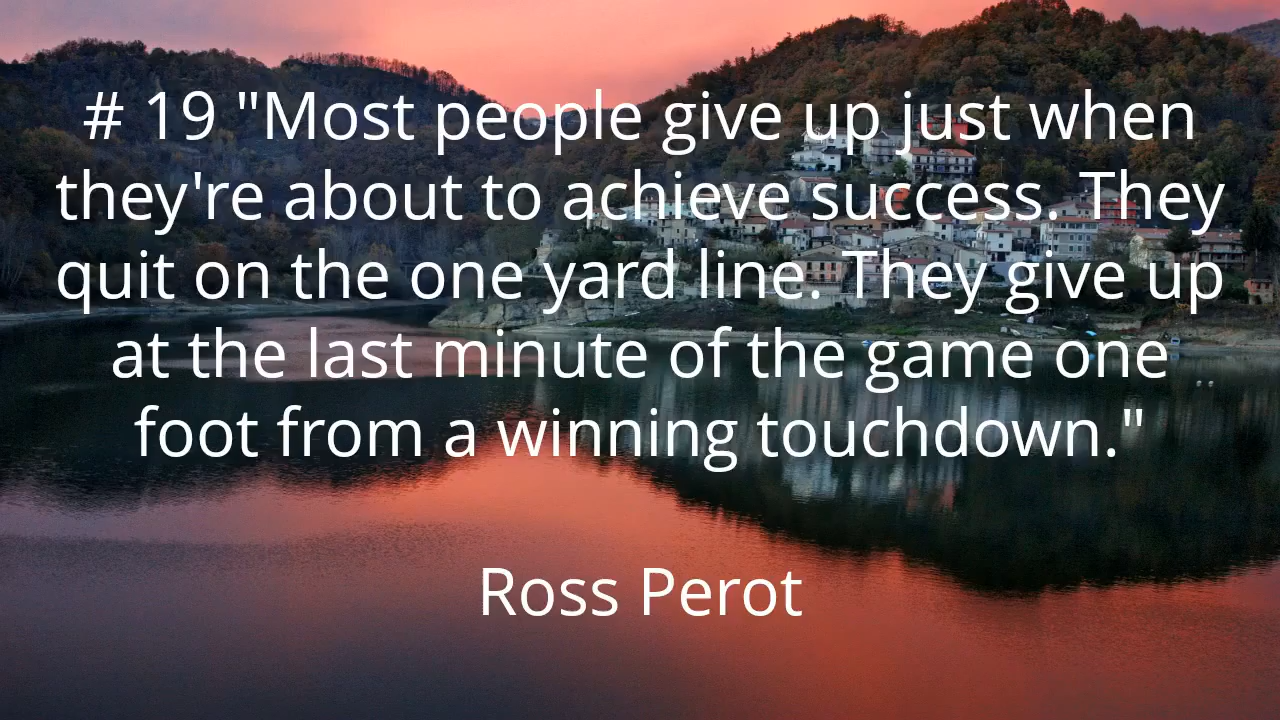 # 19 "Most people give up just when
they're about to achieve success. They
quit on the one yard line. They give up
at the last minute of the game one
foot from a winning touchdown."
Ross Perot